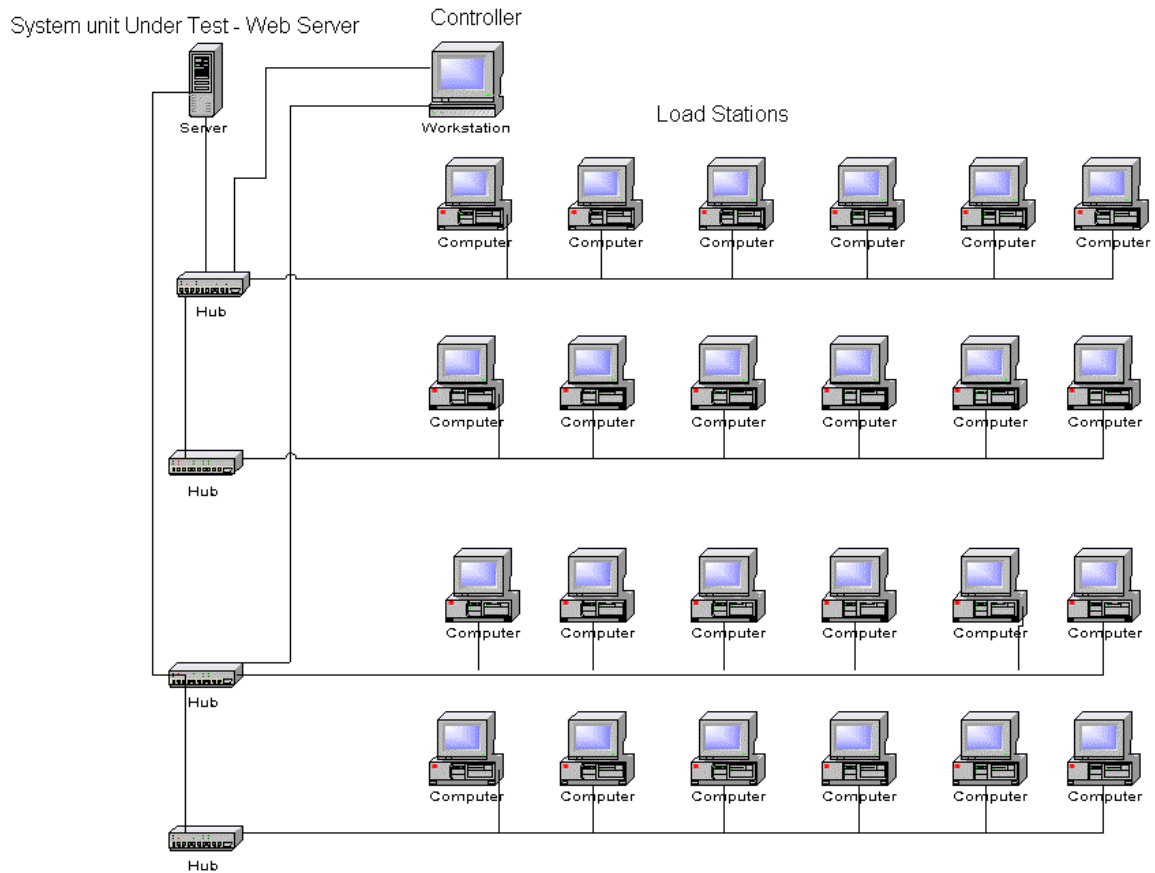 System unit Under Test - Web Server
Controller
Server
Workstation
Load Stations
Computer
Computer
Computer
Computer
Computer
Computer
Hub
Computer
Computer
Computer
Computer
Computer
Computer
Hub
Computer
Computer
Computer
Computer
Computer
Computer
Hub
Computer
Computer
Computer
Computer
Computer
Computer
Hub